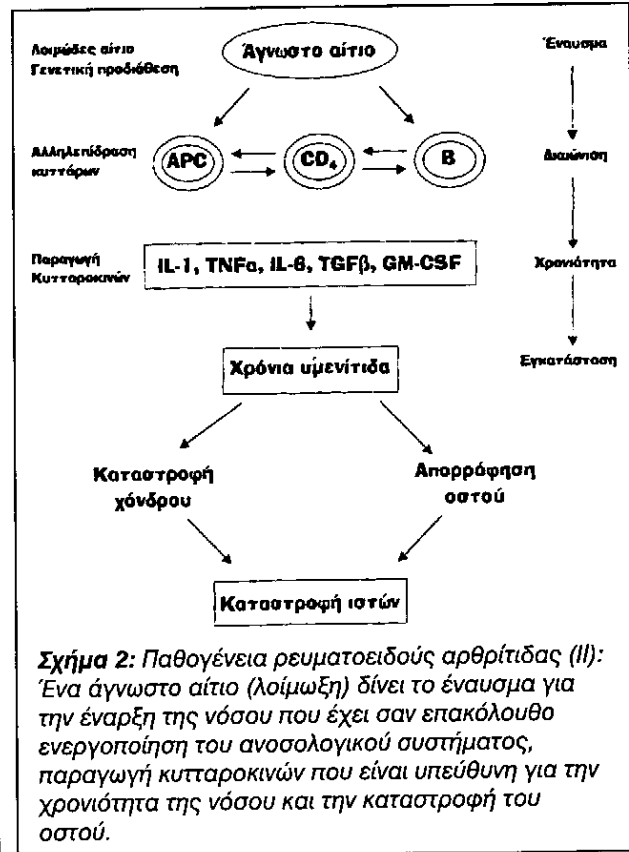 Λοιμώδες αίτιο
Γενετική προδιάθεση
Άγνωστο αίτιο
Έναυσμα
Αλληλεπίδραση
κυττάρων
APC
CD₄
B
Διαιώνιση
Παραγωγή
Κυτταροκινών
IL-1, TNFα, IL-6, TGFβ, GM-CSF
Χρονιότητα
Χρόνια υμενίτιδα
Εγκατάσταση
Καταστροφή
χόνδρου
Απορρόφηση
οστού
Καταστροφή ιστών
Σχήμα 2: Παθογένεια ρευματοειδούς αρθρίτιδας (II):
Ένα άγνωστο αίτιο (λοίμωξη) δίνει το έναυσμα για
την έναρξη της νόσου που έχει σαν επακόλουθο
ενεργοποίηση του ανοσολογικού συστήματος,
παραγωγή κυτταροκινών που είναι υπεύθυνη για την
χρονιότητα της νόσου και την καταστροφή του
οστού.